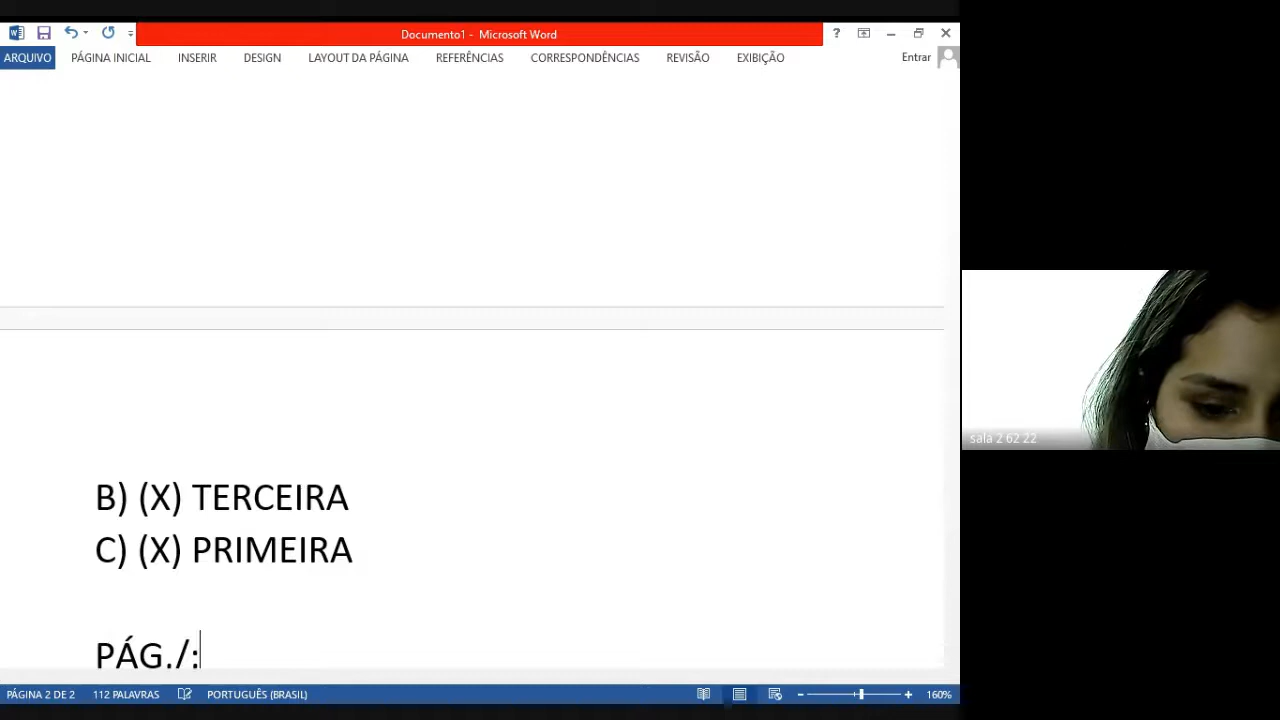 Documento1 - Microsoft Word
?
ARQUIVO PÁGINA INICIAL INSERIR DESIGN LAYOUT DA PÁGINA REFERÊNCIAS CORRESPONDÊNCIAS REVISÃO EXIBIÇÃO Entrar
B) (X) TERCEIRA
C) (X) PRIMEIRA
PÁG./:
sala 2 62 22
PÁGINA 2 DE 2 112 PALAVRAS PORTUGUÊS (BRASIL) 160%